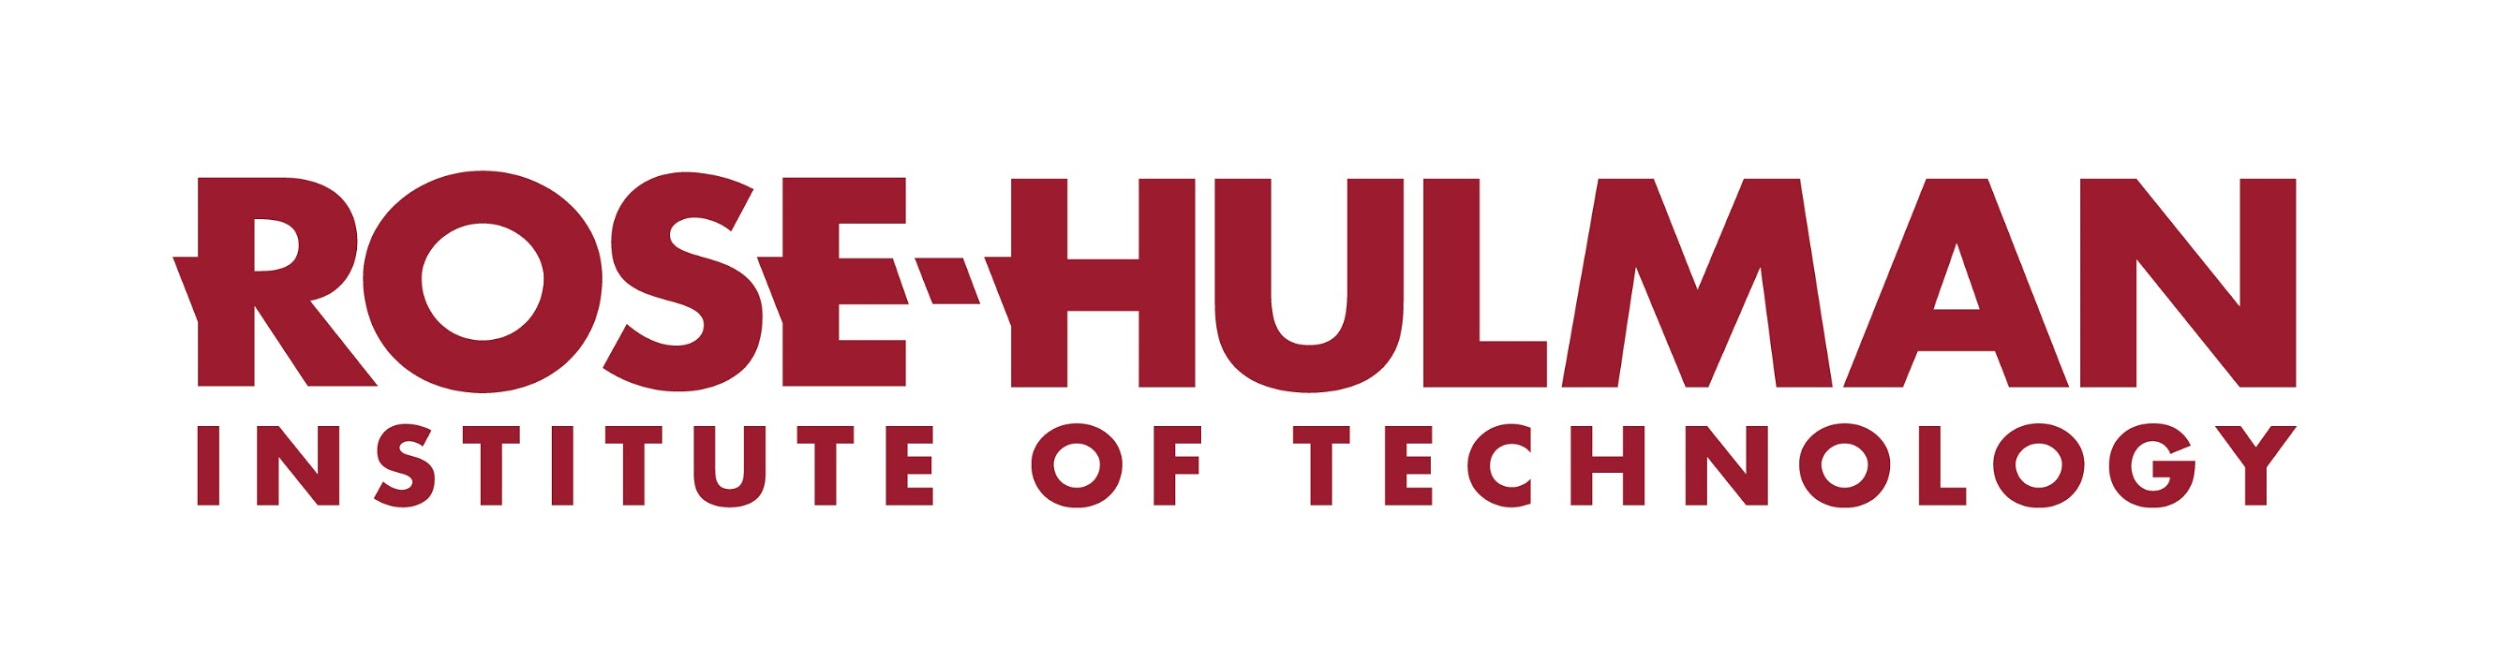 ROSE-HULMAN
INSTITUTE OF TECHNOLOGY